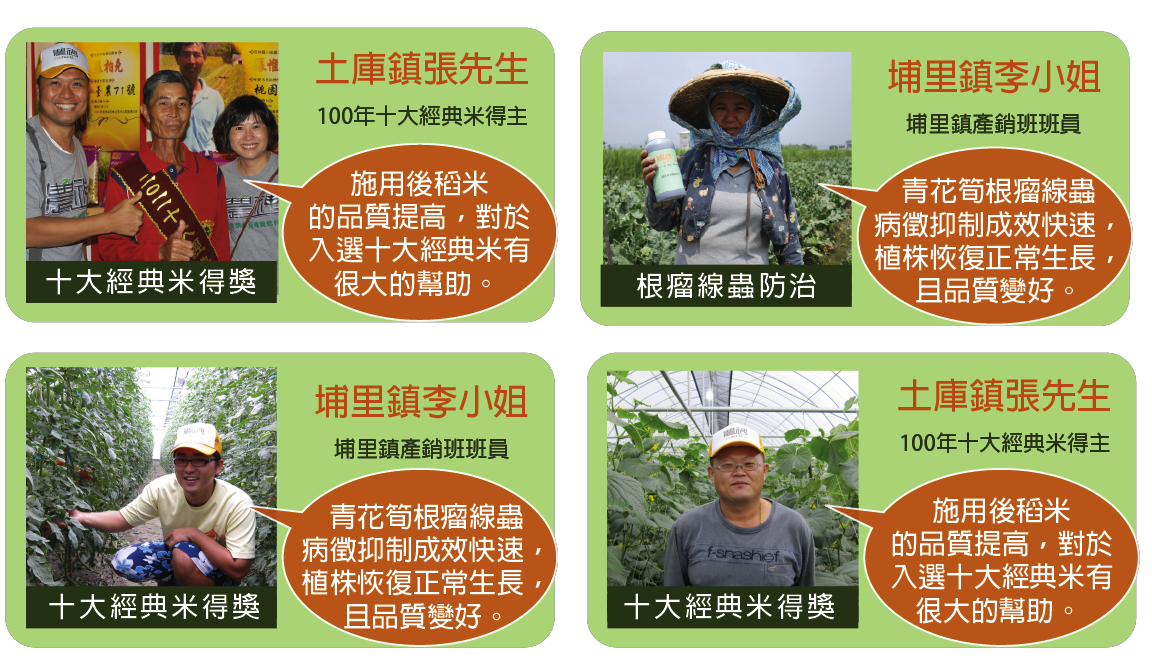 土庫鎮張先生
100年十大經典米得主
施用後稻米
的品質提高，對於
入選十大經典米有
很大的幫助。
十大經典米得獎
臺農71號
桃園
埔里鎮李小姐
埔里鎮產銷班班員
青花筍根瘤線蟲
病徵抑制成效快速，
植株恢復正常生長，
且品質變好。
根瘤線蟲防治
埔里鎮李小姐
埔里鎮產銷班班員
青花筍根瘤線蟲
病徵抑制成效快速，
植株恢復正常生長，
且品質變好。
十大經典米得獎
土庫鎮張先生
100年十大經典米得主
施用後稻米
的品質提高，對於
入選十大經典米有
很大的幫助。
f-smashief
十大經典米得獎